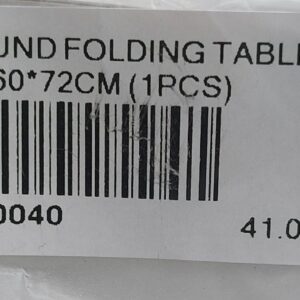 UND FOLDING TABLE
60*72CM (1PCS)
0040
41.0